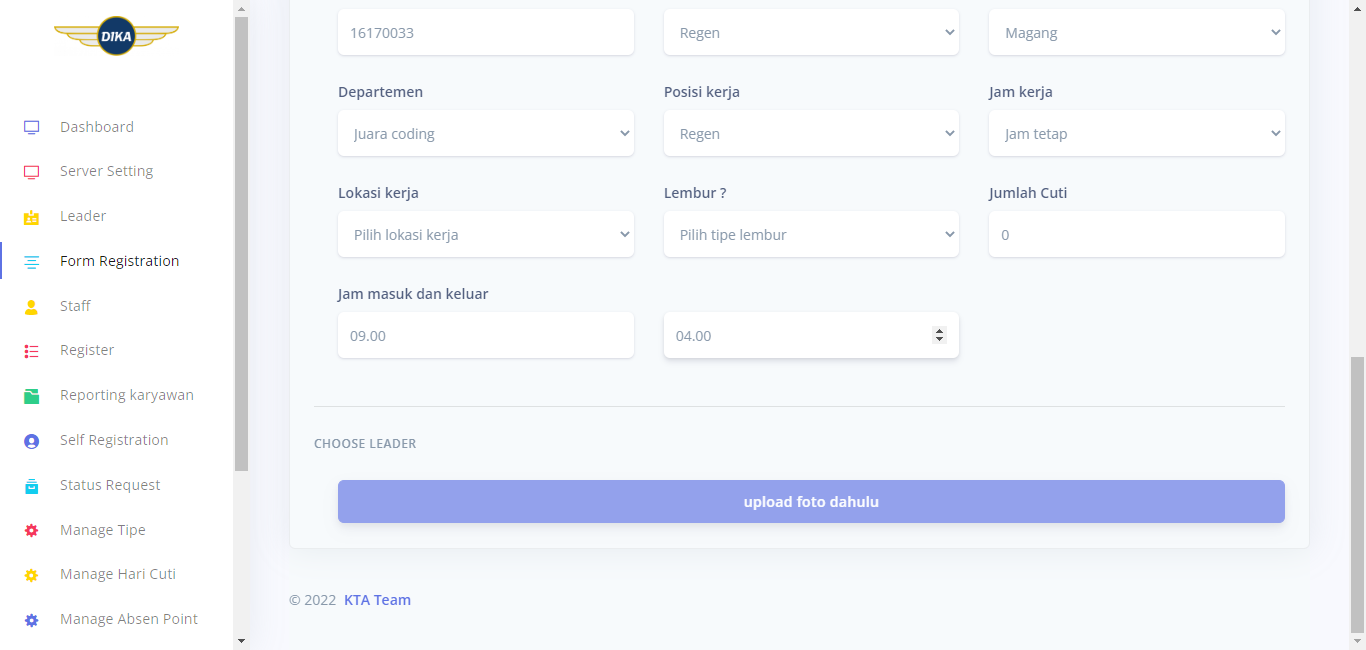 DIKA
Dashboard
Server Setting
Leader
Form Registration
Staff
Register
Reporting karyawan
Self Registration
Status Request
Manage Tipe
Manage Hari Cuti
Manage Absen Point
16170033 Regen Magang
Departemen Posisi kerja Jam kerja
Juara coding Regen Jam tetap
Lokasi kerja Lembur ? Jumlah Cuti
Pilih lokasi kerja Pilih tipe lembur 0
Jam masuk dan keluar
09.00 04.00
CHOOSE LEADER
upload foto dahulu
© 2022 KTA Team